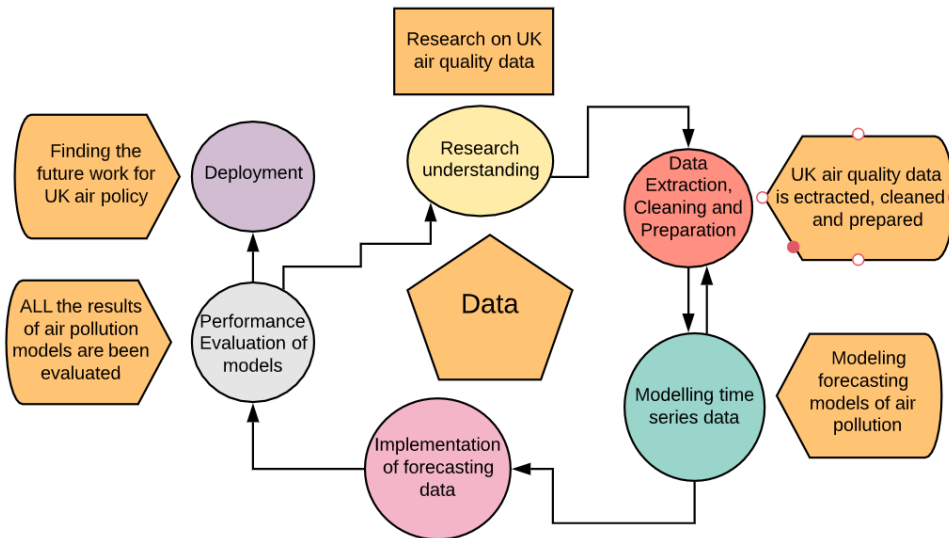 Research on UK
air quality data
Research
understanding
Data
Extraction,
Cleaning and
Preparation
UK air quality data
is ectracted, cleaned
and prepared
Modelling time
series data
Modeling
forecasting
models of air
pollution
Implementation
of forecasting
data
Performance
Evaluation of
models
ALL the results
of air pollution
models are been
evaluated
Deployment
Finding the
future work for
UK air policy
Data